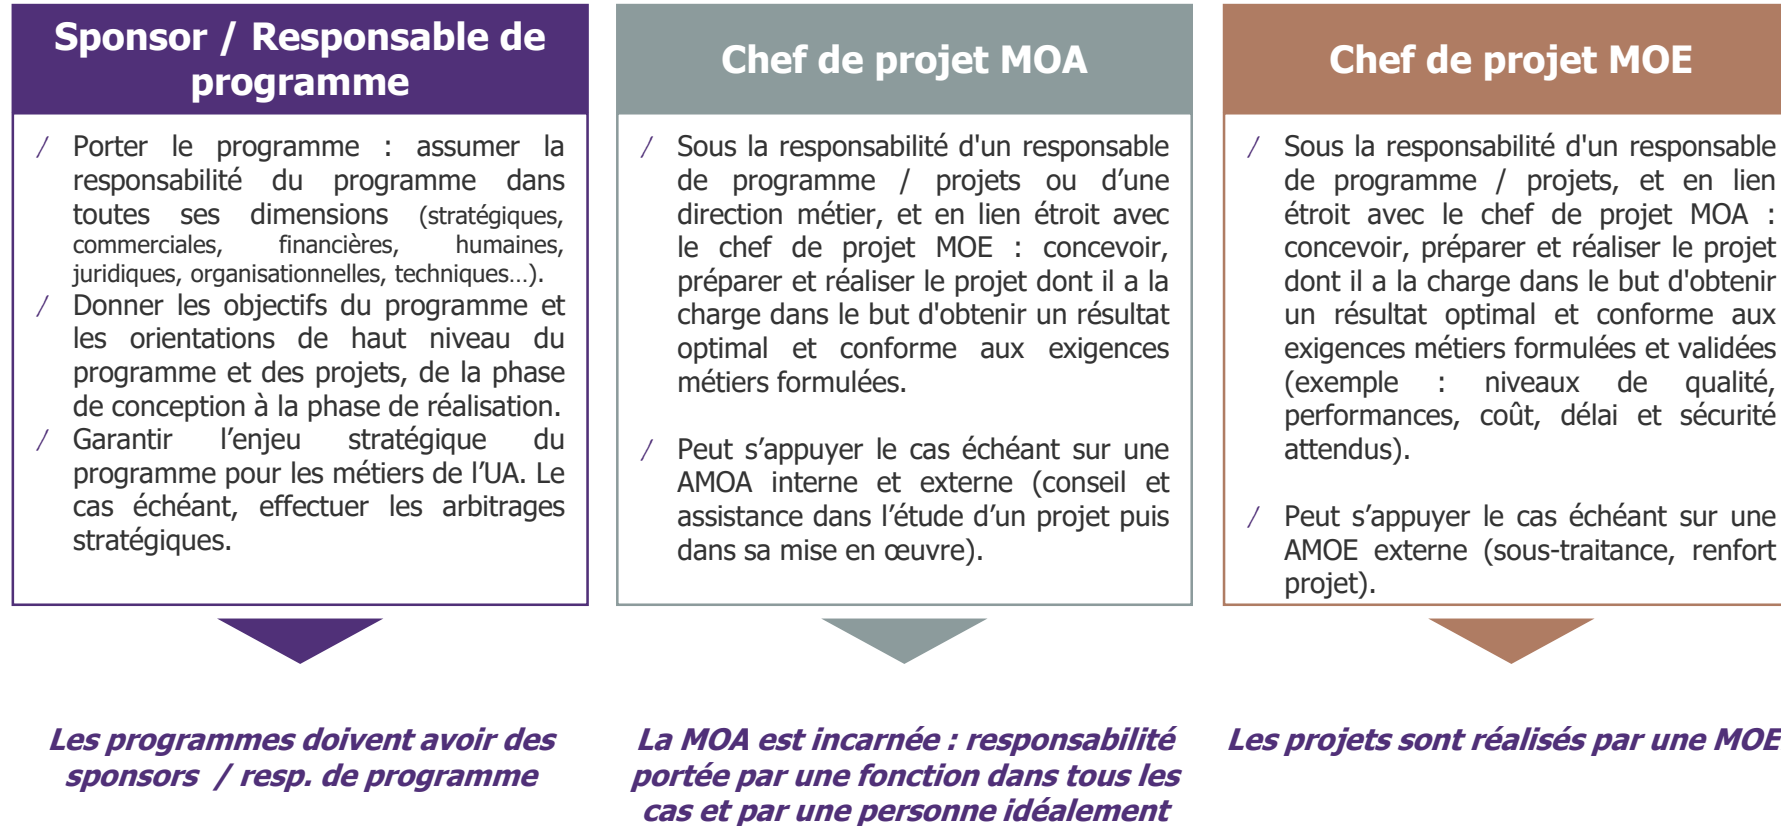 Sponsor / Responsable de
programme
/ Porter le programme : assumer la
responsabilité du programme dans
toutes ses dimensions (stratégiques,
commerciales, financières, humaines,
juridiques, organisationnelles, techniques…).
/ Donner les objectifs du programme et
les orientations de haut niveau du
programme et des projets, de la phase
de conception à la phase de réalisation.
/ Garantir l’enjeu stratégique du
programme pour les métiers de l’UA. Le
cas échéant, effectuer les arbitrages
stratégiques.
Les programmes doivent avoir des
sponsors / resp. de programme
Chef de projet MOA
/ Sous la responsabilité d'un responsable
de programme / projets ou d’une
direction métier, et en lien étroit avec
le chef de projet MOE : concevoir,
préparer et réaliser le projet dont il a la
charge dans le but d'obtenir un résultat
optimal et conforme aux exigences
métiers formulées.
/ Peut s’appuyer le cas échéant sur une
AMOA interne et externe (conseil et
assistance dans l’étude d’un projet puis
dans sa mise en œuvre).
La MOA est incarnée : responsabilité
portée par une fonction dans tous les
cas et par une personne idéalement
Chef de projet MOE
/ Sous la responsabilité d'un responsable
de programme / projets, et en lien
étroit avec le chef de projet MOA :
concevoir, préparer et réaliser le projet
dont il a la charge dans le but d'obtenir
un résultat optimal et conforme aux
exigences métiers formulées et validées
(exemple : niveaux de qualité,
performances, coût, délai et sécurité
attendus).
/ Peut s’appuyer le cas échéant sur une
AMOE externe (sous-traitance, renfort
projet).
Les projets sont réalisés par une MOE